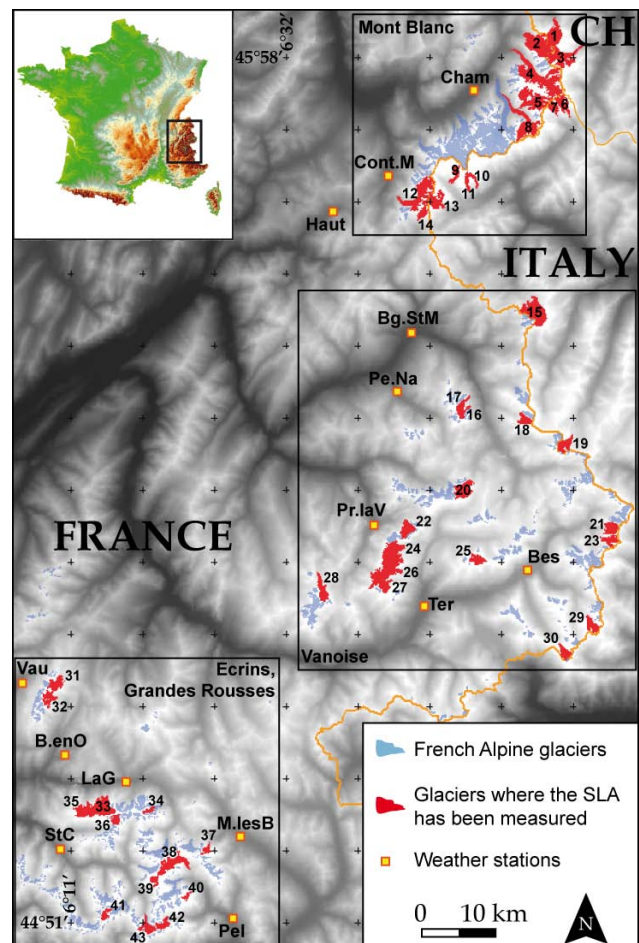 Mont Blanc
6°32'
CH
45°58'
1
2
3
4
Cham
5
7
6
8
Cont.M
9
10
11
12
13
14
Haut
ITALY
15
Bg.StM
Pe.Na
17
16
18
19
20
Pr.laV
21
22
23
FRANCE
24
25
Bes
26
28
27
Ter
29
30
Vanoise
Ecrins,
Grandes Rousses
Vau
31
32
B.enO
LaG
35
33
34
36
M.lesB
StC
37
38
39
40
41
42
43
Pel
6°11'
44°51'
French Alpine glaciers
Glaciers where the SLA
has been measured
Weather stations
0 10 km
N